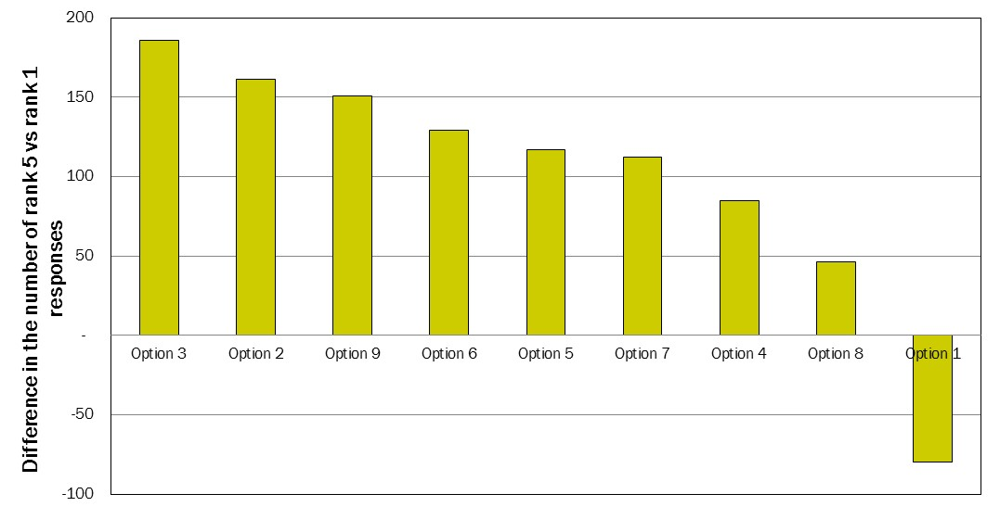 Difference in the number of rank 5 vs rank 1
responses
200
150
100
50
-
-50
-100
Option 3 Option 2 Option 9 Option 6 Option 5 Option 7 Option 4 Option 8 Option 1